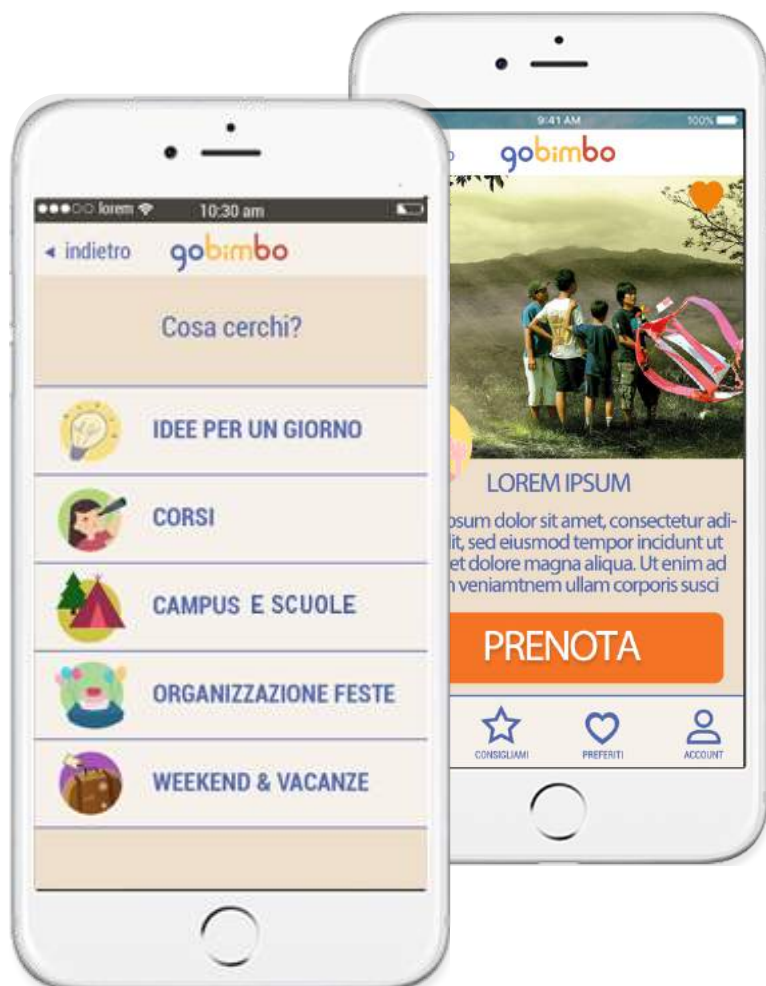 lorem 10:30 am
◂ indietro gobimbo
Cosa cerchi?
IDEE PER UN GIORNO
CORSI
CAMPUS E SCUOLE
ORGANIZZAZIONE FESTE
WEEKEND & VACANZE
9:41 AM 100%
gobimbo
LOREM IPSUM
dolor sit amet, consectetur adi-
sed eiusmod tempor incidunt ut
et dolore magna aliqua. Ut enim ad
veniamtnem ullam corporis susci
PRENOTA
CONSIGLIAMI PREFERITI ACCOUNT